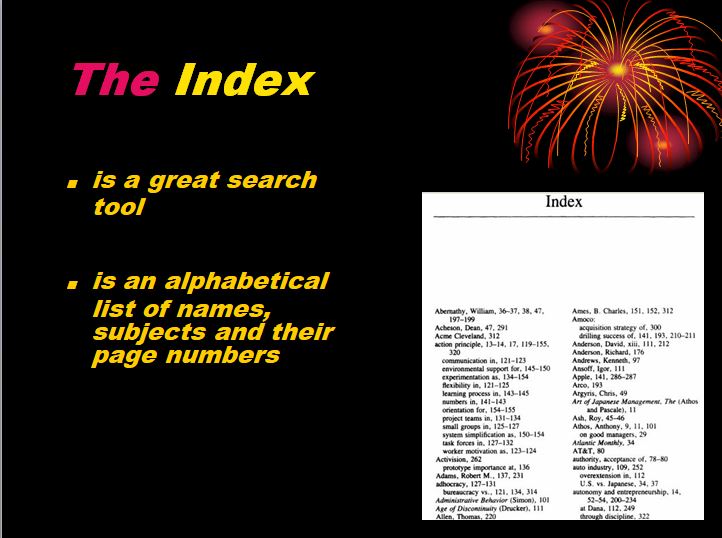 The Index
▪ is a great search
tool
▪ is an alphabetical
list of names,
subjects and their
page numbers
Index
Abernathy, William, 36–37, 38, 47,
197–199
Acheson, Dean, 47, 291
Acme Cleveland, 312
action principle, 13–14, 17, 119–155,
320
communication in, 121–123
environmental support for, 145–150
experimentation as, 134–154
flexibility in, 121–125
learning process in, 143–145
numbers in, 141–143
orientation for, 154–155
project teams in, 131–134
small groups in, 125–127
system simplification as, 150–154
task forces in, 127–132
worker motivation as, 123–124
Activision, 262
prototype importance at, 136
Adams, Robert M., 137, 231
adhocracy, 127–131
bureaucracy vs., 121, 134, 314
Administrative Behavior (Simon), 101
Age of Discontinuity (Drucker), 111
Allen, Thomas, 220
Ames, B. Charles, 151, 152, 312
Amoco:
acquisition strategy of, 300
drilling success of, 141, 193, 210–211
Anderson, David, xiii, 111, 212
Anderson, Richard, 176
Andrews, Kenneth, 97
Ansoff, Igor, 111
Apple, 141, 286–287
Arco, 193
Argyris, Chris, 49
Art of Japanese Management, The (Athos
and Pascale), 11
Ash, Roy, 45–46
Athos, Anthony, 9, 11, 101
on good managers, 29
Atlantic Monthly, 34
AT&T, 80
authority, acceptance of, 78–80
auto industry, 109, 252
overextension in, 112
U.S. vs. Japanese, 34, 37
autonomy and entrepreneurship, 14,
52–54, 200–234
at Dana, 112, 249
through discipline, 322